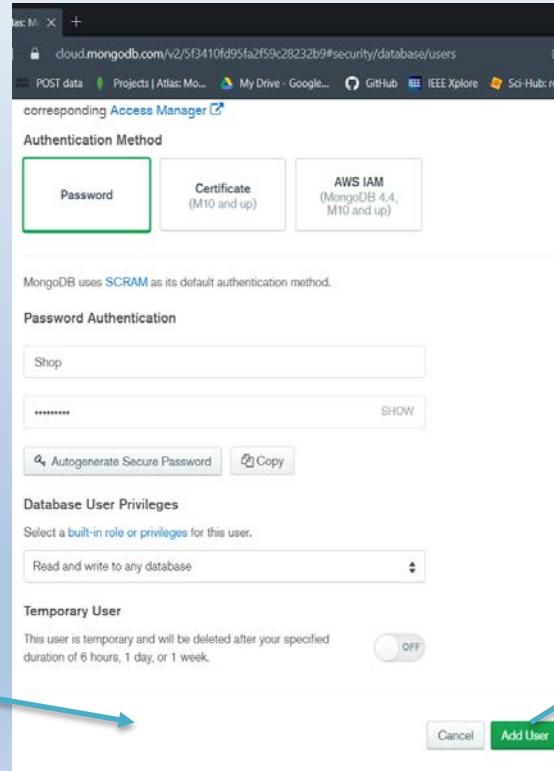 las: M
cloud.mongodb.com/v2/5f3410fd95fa2f59c28232b9#security/database/users
POST data Projects | Atlas: Mo... My Drive - Google... GitHub IEEE Xplore Sci-Hub: re
corresponding Access Manager
Authentication Method
Password
Certificate
(M10 and up)
AWS IAM
(MongoDB 4.4,
M10 and up)
MongoDB uses SCRAM as its default authentication method.
Password Authentication
Shop
SHOW
Autogenerate Secure Password Copy
Database User Privileges
Select a built-in role or privileges for this user.
Read and write to any database
Temporary User
This user is temporary and will be deleted after your specified
duration of 6 hours, 1 day, or 1 week.
OFF
Cancel Add User